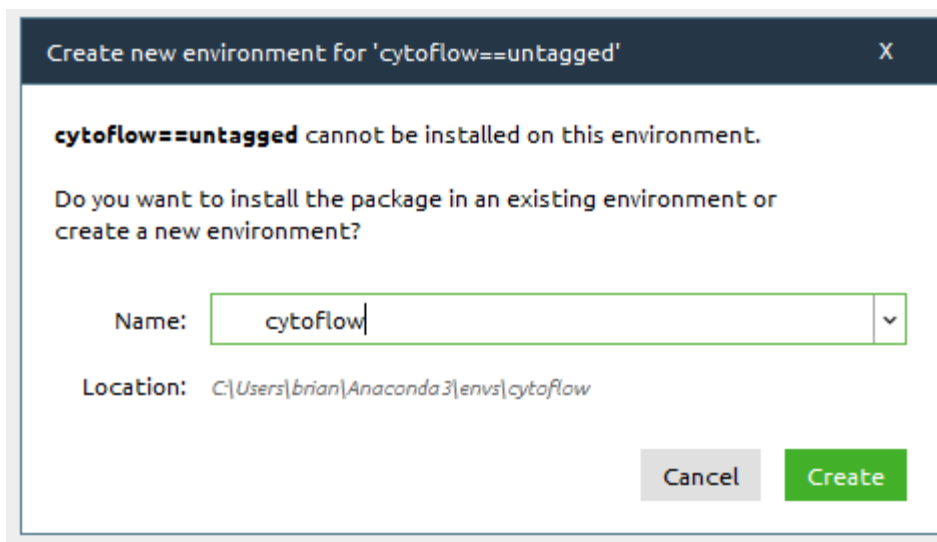 Create new environment for 'cytoflow==untagged' X
cytoflow==untagged cannot be installed on this environment.
Do you want to install the package in an existing environment or
create a new environment?
Name: cytoflow
Location: C:\Users\brian\Anaconda3\envs\cytoflow
Cancel Create